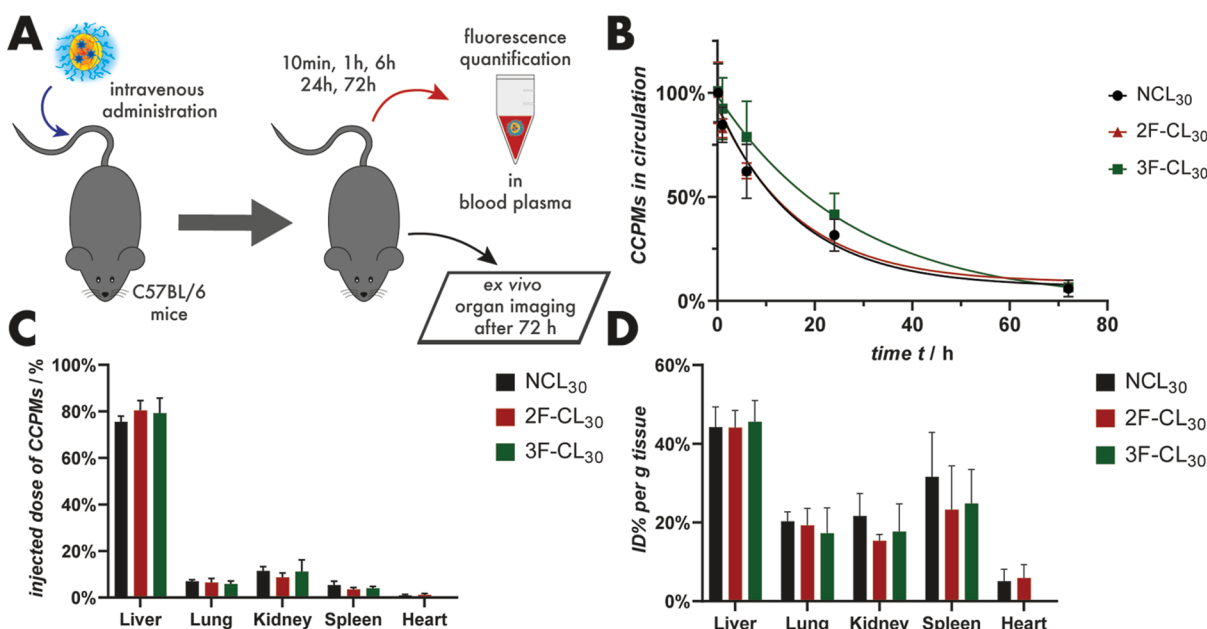 A
intravenous
administration
C57BL/6
mice
10min, 1h, 6h
24h, 72h
fluorescence
quantification
in
blood plasma
ex vivo
organ imaging
after 72 h
B
CCPMs in circulation
100%
50%
0%
0 20 40 60 80
time t / h
NCL₃₀
2F-CL₃₀
3F-CL₃₀
C
injected dose of CCPMs / %
100%
80%
60%
40%
20%
0%
Liver Lung Kidney Spleen Heart
NCL₃₀
2F-CL₃₀
3F-CL₃₀
D
ID% per g tissue
60%
40%
20%
0%
Liver Lung Kidney Spleen Heart
NCL₃₀
2F-CL₃₀
3F-CL₃₀